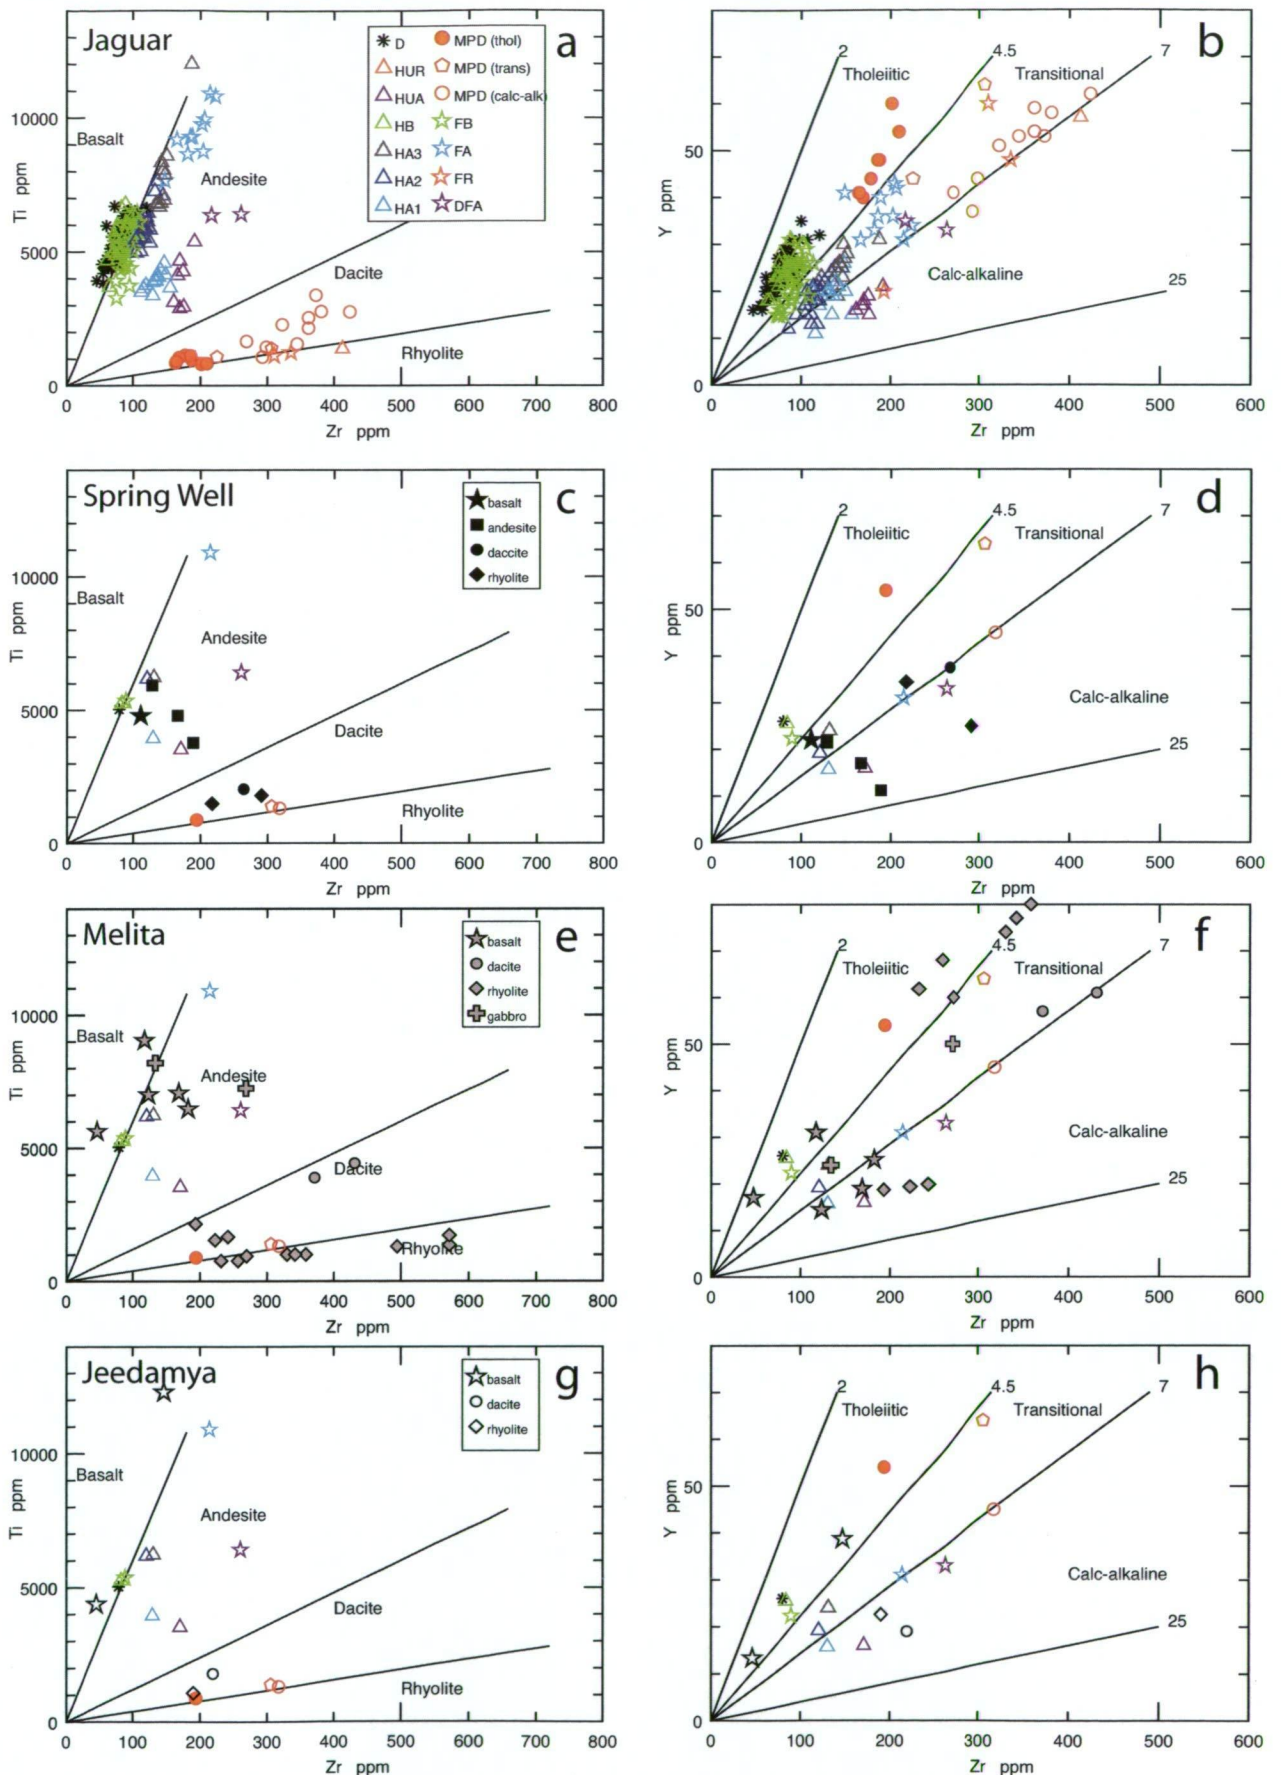 Jaguar
a
D
MPD (thol)
HUR
MPD (trans)
HUA
MPD (calc-alk)
HB
FB
HA3
FA
HA2
FR
HA1
DFA
Basalt
Andesite
Dacite
Rhyolite
10000
5000
0
Ti ppm
0 100 200 300 400 500 600 700 800
Zr ppm
b
2
4.5
7
Tholeiitic
Transitional
Calc-alkaline
25
50
0
Y ppm
0 100 200 300 400 500 600
Zr ppm
Spring Well
c
basalt
andesite
daccite
rhyolite
Basalt
Andesite
Dacite
Rhyolite
10000
5000
0
Ti ppm
0 100 200 300 400 500 600 700 800
Zr ppm
d
2
4.5
7
Tholeiitic
Transitional
Calc-alkaline
25
50
0
Y ppm
0 100 200 300 400 500 600
Zr ppm
Melita
e
basalt
dacite
rhyolite
gabbro
Basalt
Andesite
Dacite
Rhyolite
10000
5000
0
Ti ppm
0 100 200 300 400 500 600 700 800
Zr ppm
f
2
4.5
7
Tholeiitic
Transitional
Calc-alkaline
25
50
0
Y ppm
0 100 200 300 400 500 600
Zr ppm
Jeedamya
g
basalt
dacite
rhyolite
Basalt
Andesite
Dacite
Rhyolite
10000
5000
0
Ti ppm
0 100 200 300 400 500 600 700 800
Zr ppm
h
2
4.5
7
Tholeiitic
Transitional
Calc-alkaline
25
50
0
Y ppm
0 100 200 300 400 500 600
Zr ppm